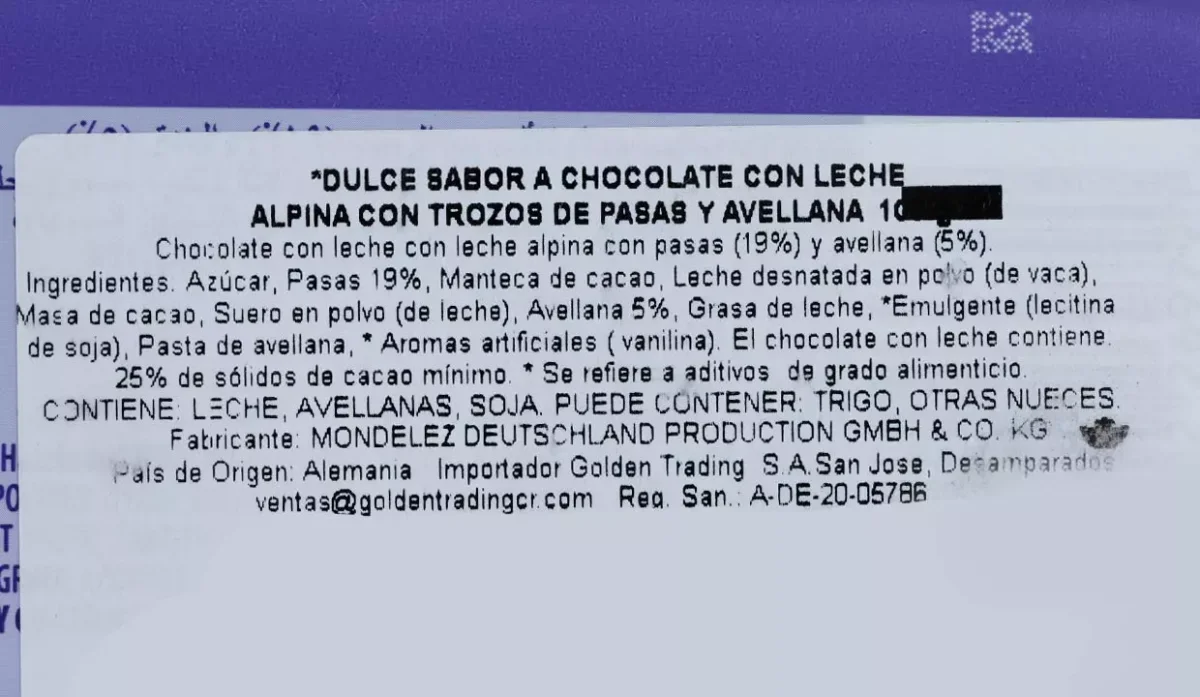 *DULCE SABOR A CHOCOLATE CON LECHE
ALPINA CON TROZOS DE PASAS Y AVELLANA
Chocolate con leche con leche alpina con pasas (19%) y avellana (5%).
Ingredientes. Azúcar, Pasas 19%, Manteca de cacao, Leche desnatada en polvo (de vaca),
Masa de cacao, Suero en polvo (de leche), Avellana 5%, Grasa de leche, *Emulgente (lecitina
de soja), Pasta de avellana, * Aromas artificiales ( vanilina). El chocolate con leche contiene.
25% de sólidos de cacao mínimo. * Se refiere a aditivos de grado alimenticio.
CONTIENE: LECHE, AVELLANAS, SOJA. PUEDE CONTENER: TRIGO, OTRAS NUECES.
Fabricante: MONDELEZ DEUTSCHLAND PRODUCTION GMBH & CO. KG
País de Origen: Alemania Importador Golden Trading S.A. San Jose, Desamparados
ventas@goldentradingcr.com Reg. San.: A-DE-20-05786